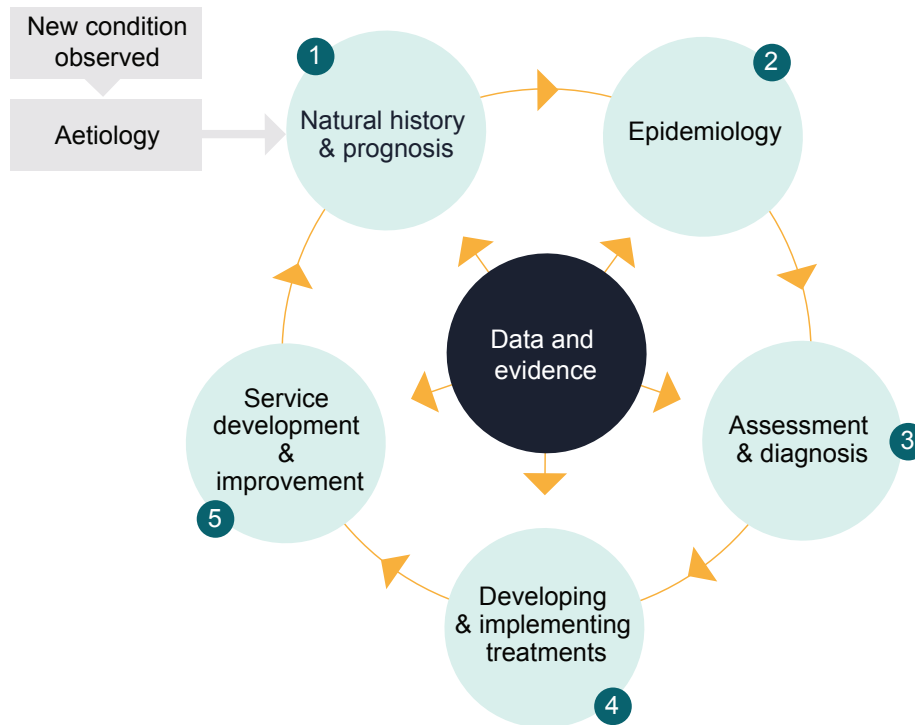 New condition
observed
Aetiology
1
Natural history
& prognosis
2
Epidemiology
Data and
evidence
3
Assessment
& diagnosis
4
Developing
& implementing
treatments
5
Service
development
&
improvement